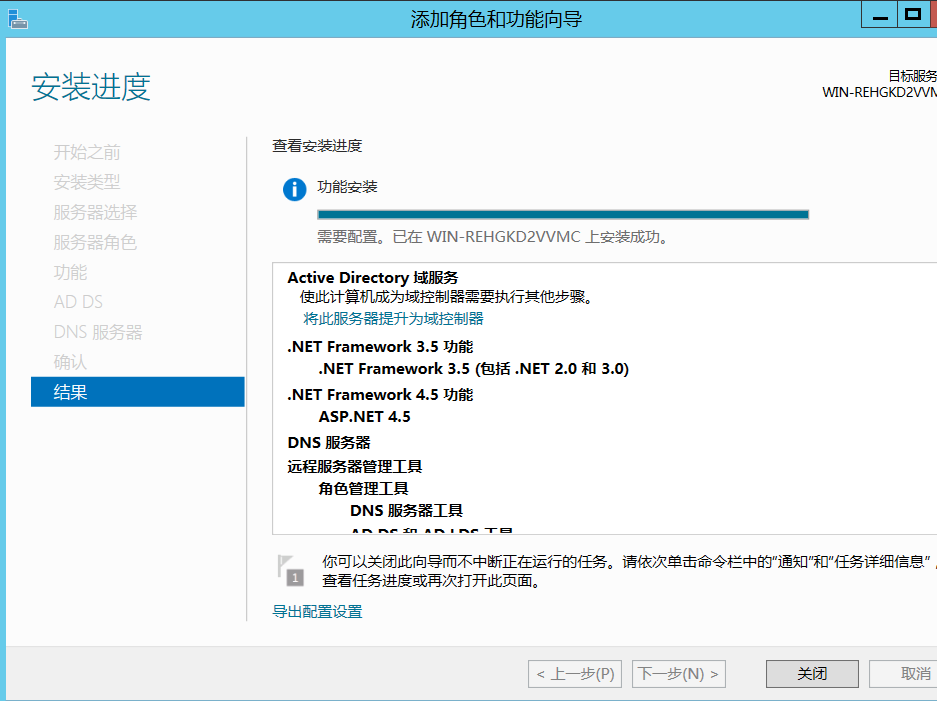 添加角色和功能向导
安装进度
目标服务
WIN-REHGKD2VVM
开始之前
安装类型
服务器选择
服务器角色
功能
AD DS
DNS 服务器
确认
结果
查看安装进度
功能安装
需要配置。已在 WIN-REHGKD2VVMC 上安装成功。
Active Directory 域服务
使此计算机成为域控制器需要执行其他步骤。
将此服务器提升为域控制器
.NET Framework 3.5 功能
.NET Framework 3.5 (包括 .NET 2.0 和 3.0)
.NET Framework 4.5 功能
ASP.NET 4.5
DNS 服务器
远程服务器管理工具
角色管理工具
DNS 服务器工具
AD DS 和 AD LDS 工具
1
你可以关闭此向导而不中断正在运行的任务。请依次单击命令栏中的"通知"和"任务详细信息"，
查看任务进度或再次打开此页面。
导出配置设置
< 上一步(P)
下一步(N) >
关闭
取消